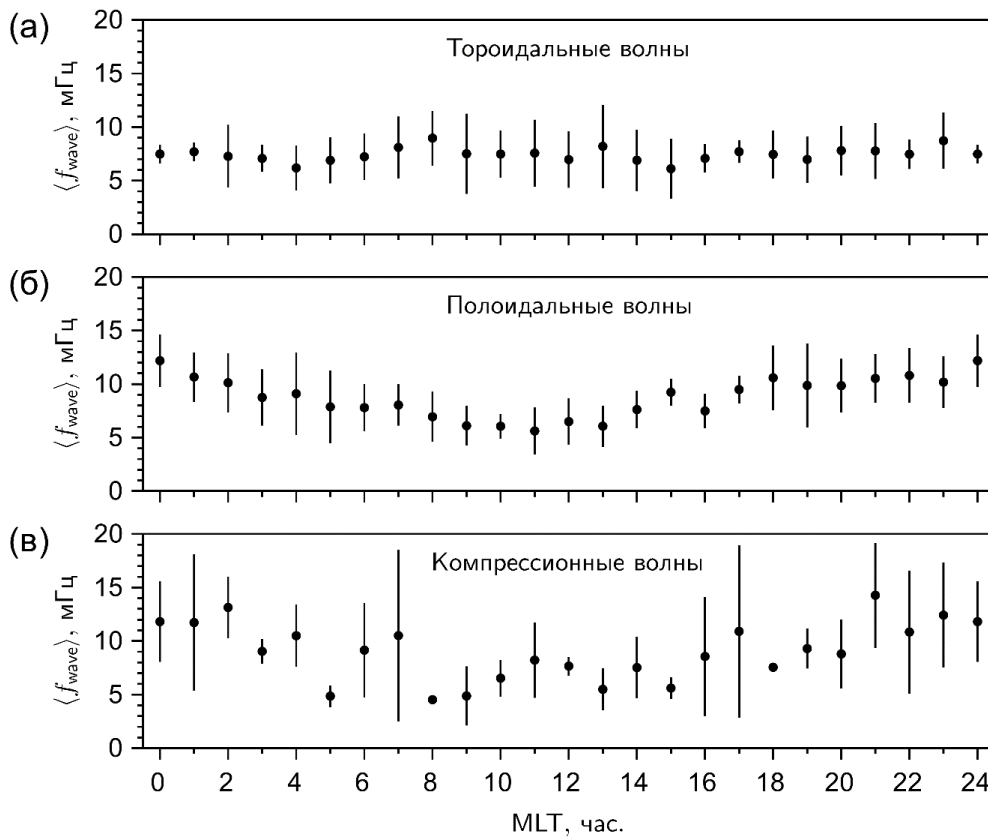 (а)
Тороидальные волны
⟨f_wave⟩, мГц
20
15
10
5
0
(б)
Полоидальные волны
⟨f_wave⟩, мГц
20
15
10
5
0
(в)
Компрессионные волны
⟨f_wave⟩, мГц
20
15
10
5
0
0 2 4 6 8 10 12 14 16 18 20 22 24
MLT, час.